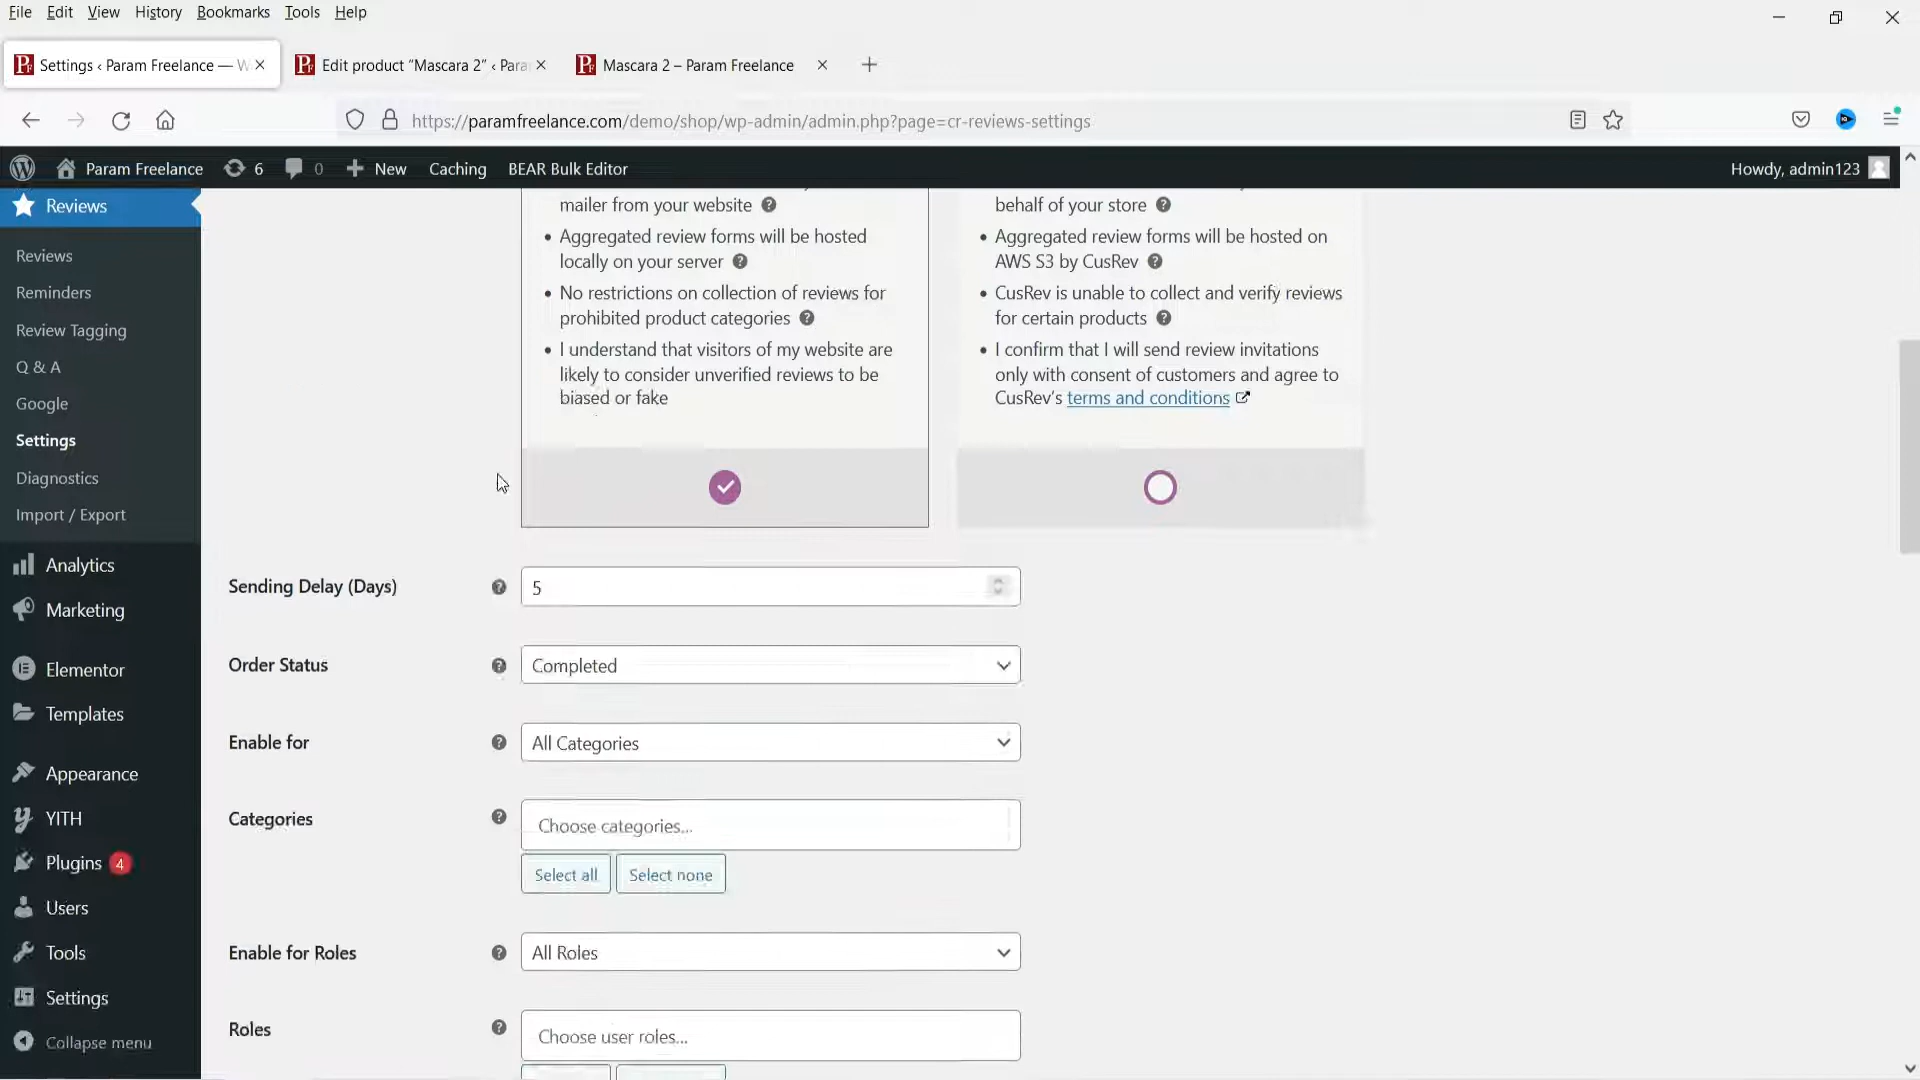 File Edit View History Bookmarks Tools Help
Settings ‹ Param Freelance — W
Edit product “Mascara 2” ‹ Para
Mascara 2 – Param Freelance
https://paramfreelance.com/demo/shop/wp-admin/admin.php?page=cr-reviews-settings
Param Freelance 6 0 New Caching BEAR Bulk Editor Howdy, admin123
Reviews
Reviews
Reminders
Review Tagging
Q & A
Google
Settings
Diagnostics
Import / Export
Analytics
Marketing
Elementor
Templates
Appearance
YITH
Plugins 4
Users
Tools
Settings
Collapse menu
mailer from your website
• Aggregated review forms will be hosted
locally on your server
• No restrictions on collection of reviews for
prohibited product categories
• I understand that visitors of my website are
likely to consider unverified reviews to be
biased or fake
behalf of your store
• Aggregated review forms will be hosted on
AWS S3 by CusRev
• CusRev is unable to collect and verify reviews
for certain products
• I confirm that I will send review invitations
only with consent of customers and agree to
CusRev's terms and conditions
Sending Delay (Days) 5
Order Status Completed
Enable for All Categories
Categories Choose categories...
Select all Select none
Enable for Roles All Roles
Roles Choose user roles...